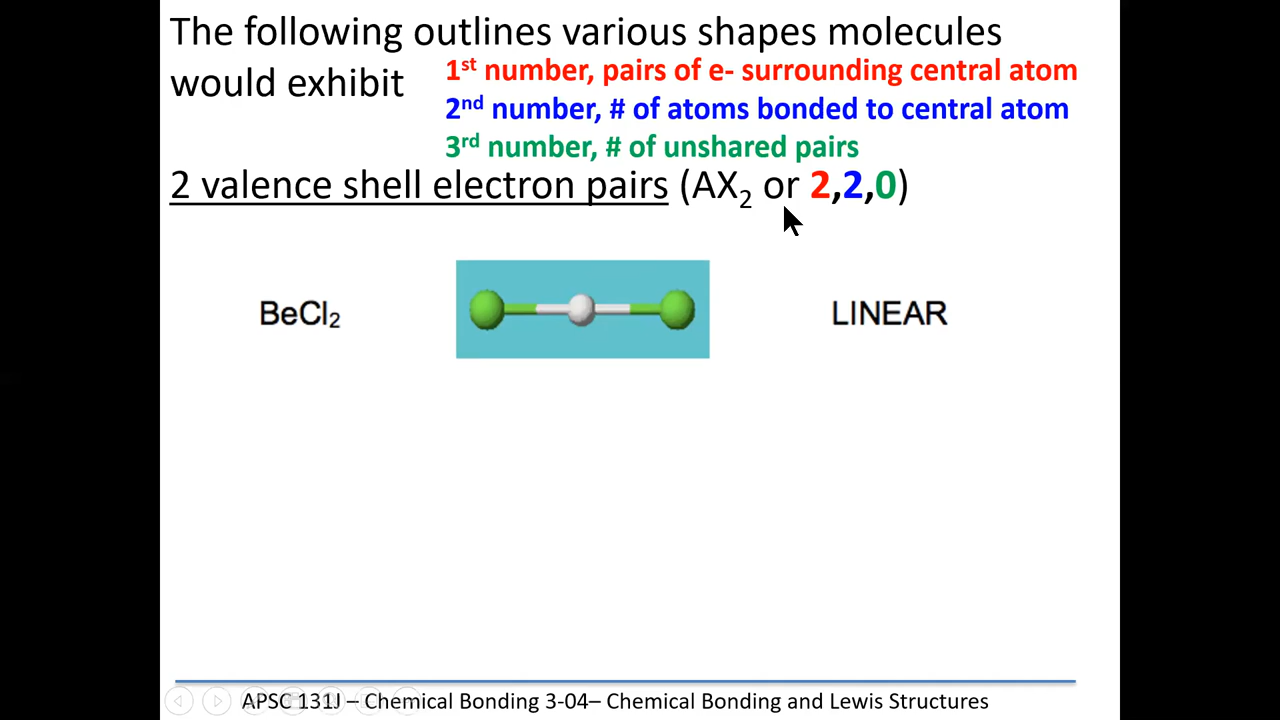 The following outlines various shapes molecules
would exhibit
1st number, pairs of e- surrounding central atom
2nd number, # of atoms bonded to central atom
3rd number, # of unshared pairs
2 valence shell electron pairs (AX2 or 2,2,0)
BeCl2 LINEAR
APSC 131J – Chemical Bonding 3-04– Chemical Bonding and Lewis Structures